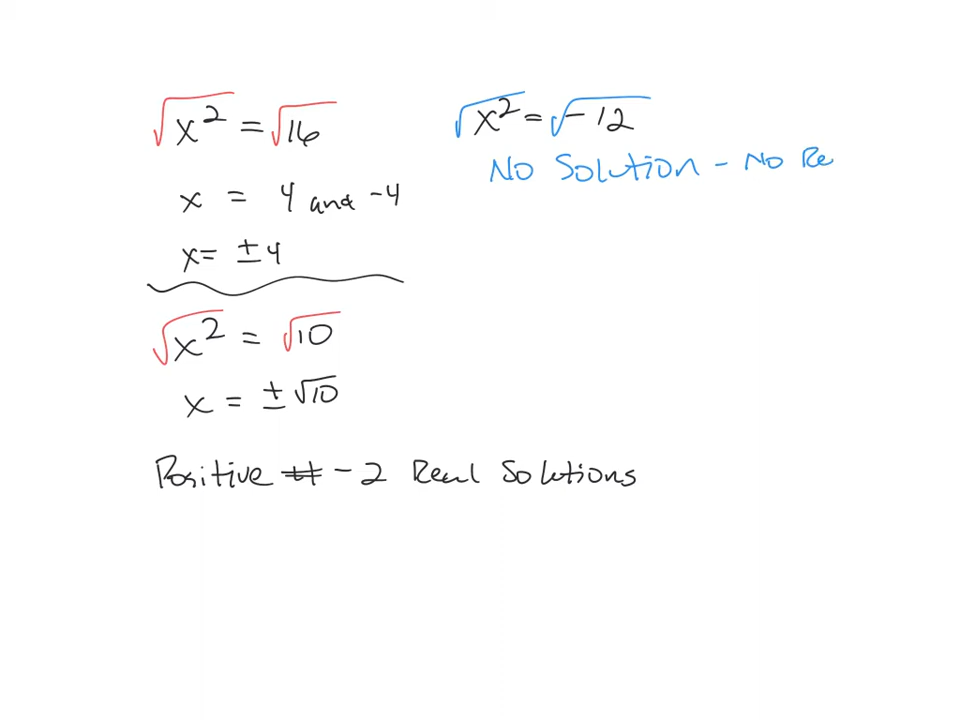 √x² = √16
x = 4 and -4
x = ± 4
√x² = √10
x = ± √10
Positive # - 2 Real Solutions
√x² = √-12
No Solution - No Re